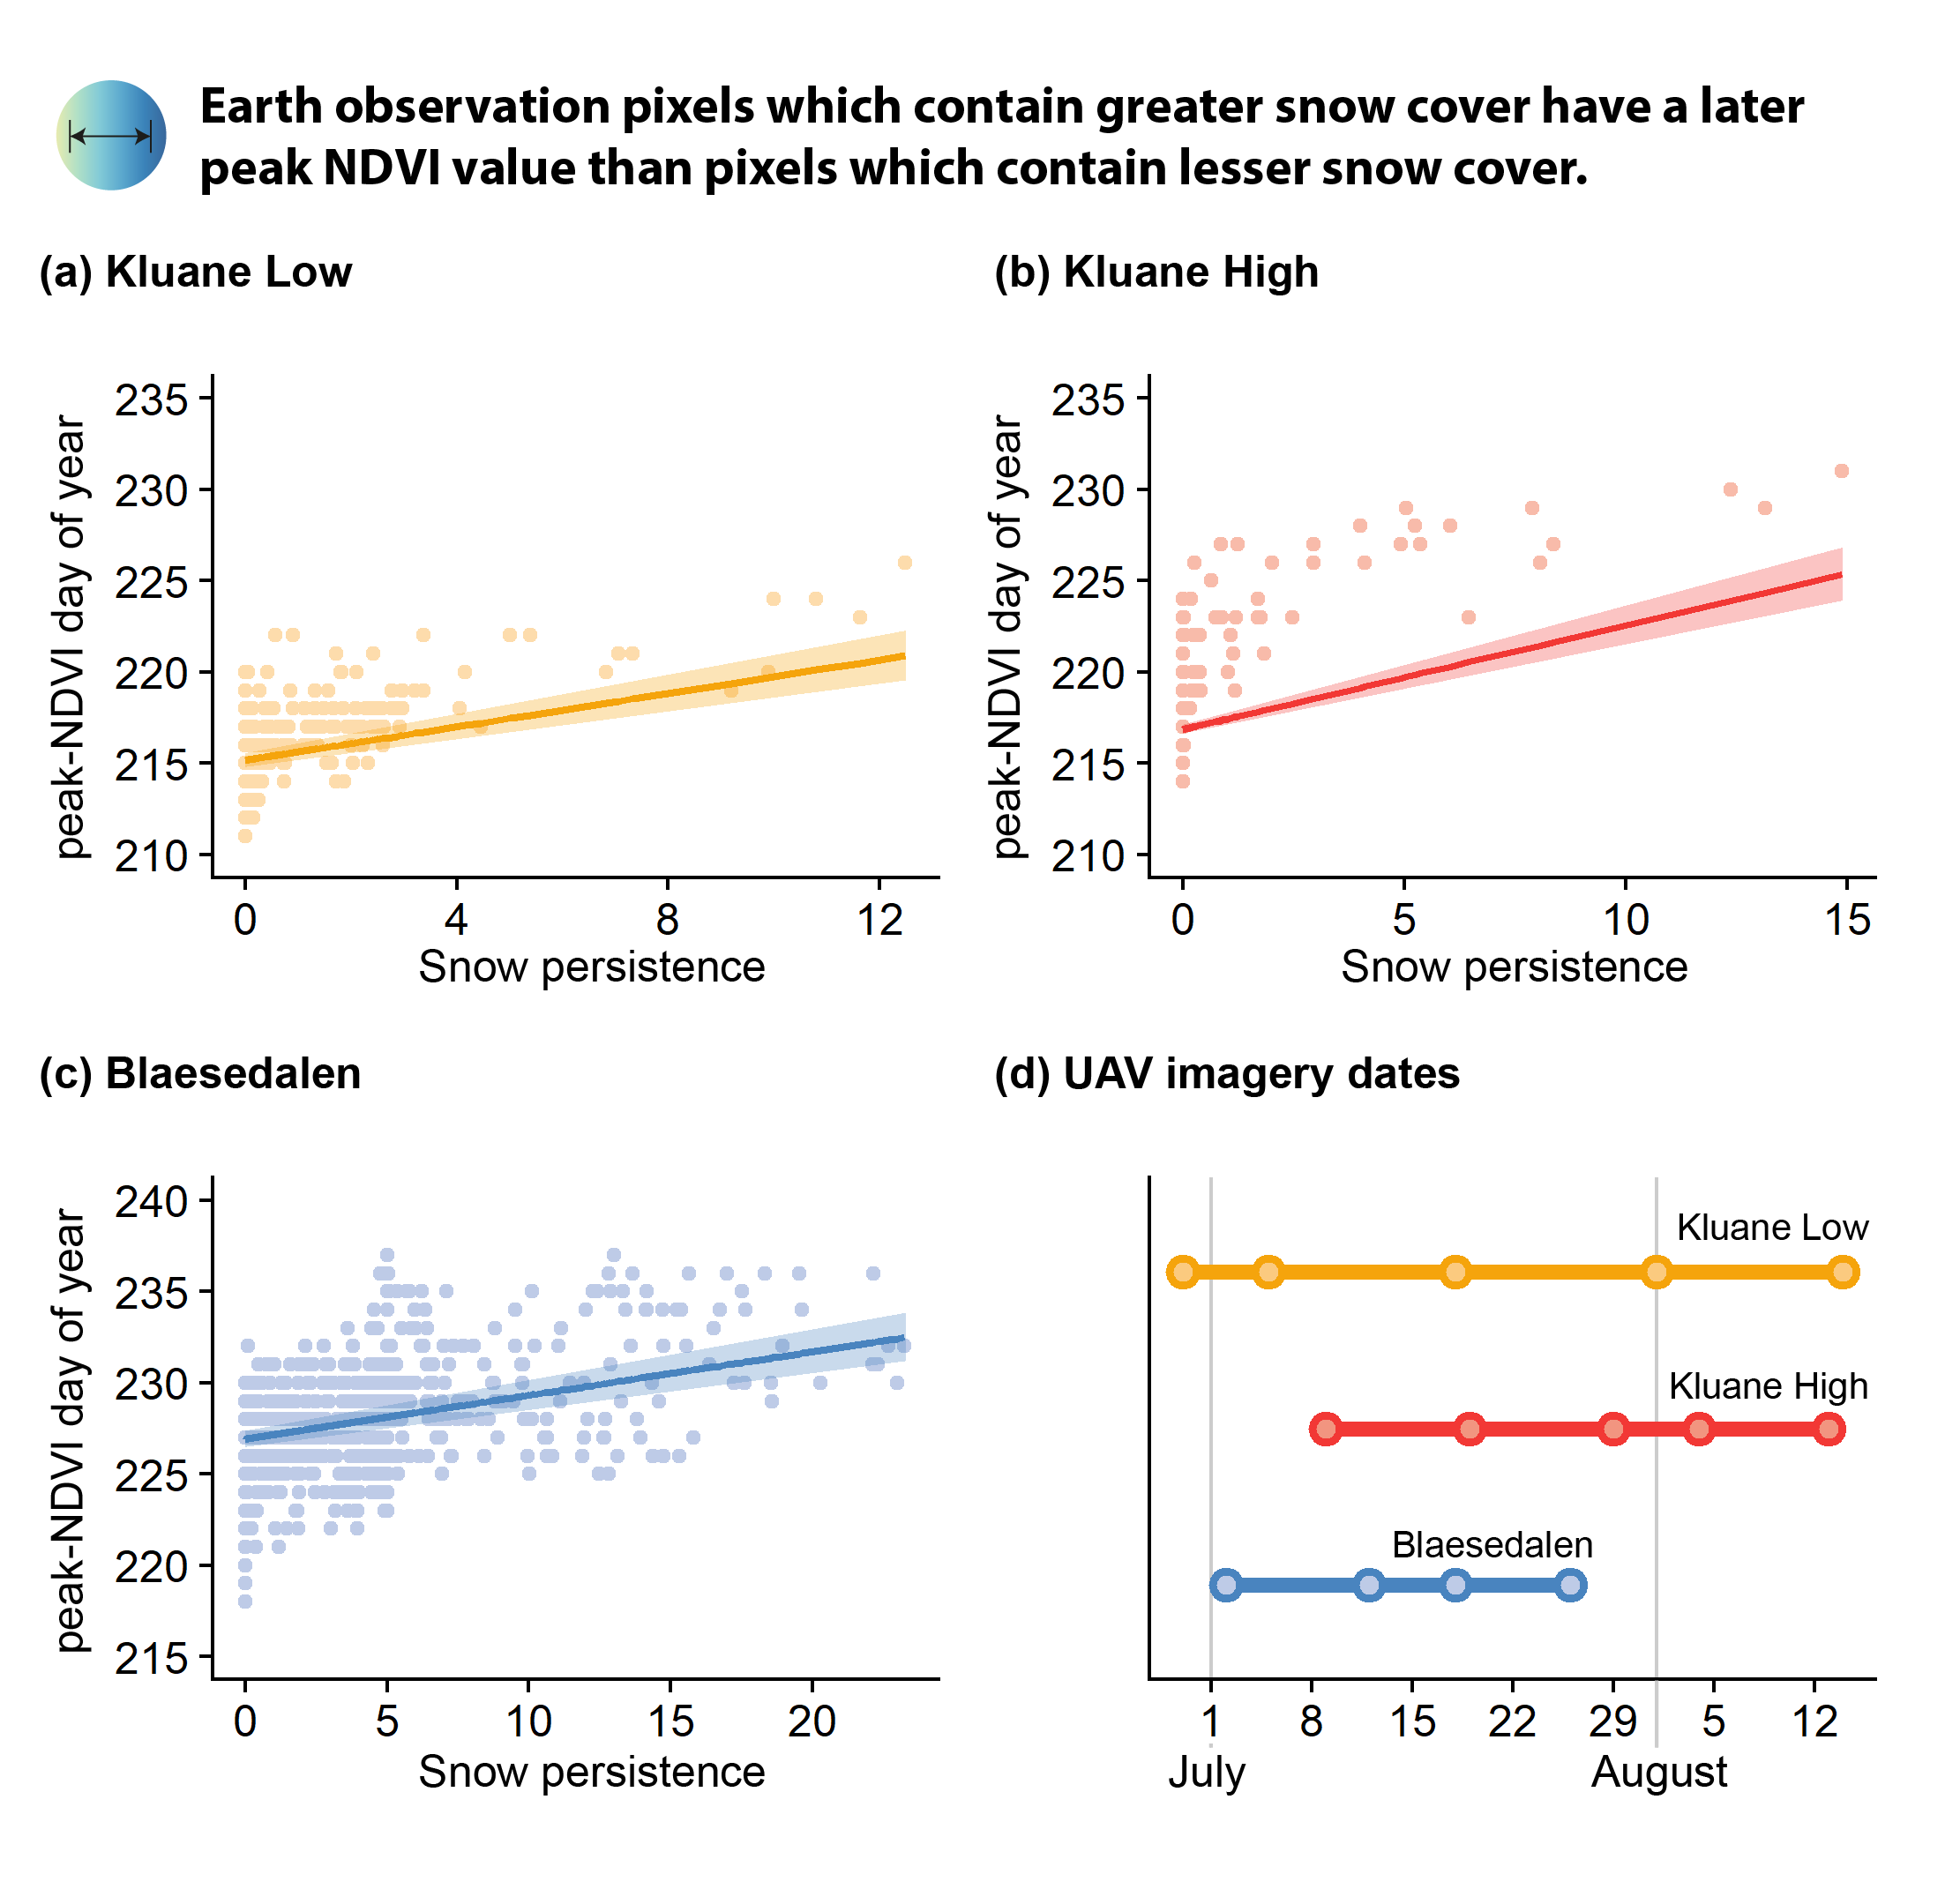 Earth observation pixels which contain greater snow cover have a later
peak NDVI value than pixels which contain lesser snow cover.
(a) Kluane Low
peak-NDVI day of year
235
230
225
220
215
210
0 4 8 12
Snow persistence
(b) Kluane High
peak-NDVI day of year
235
230
225
220
215
210
0 5 10 15
Snow persistence
(c) Blaesedalen
peak-NDVI day of year
240
235
230
225
220
215
0 5 10 15 20
Snow persistence
(d) UAV imagery dates
Kluane Low
Kluane High
Blaesedalen
1 8 15 22 29 5 12
July August